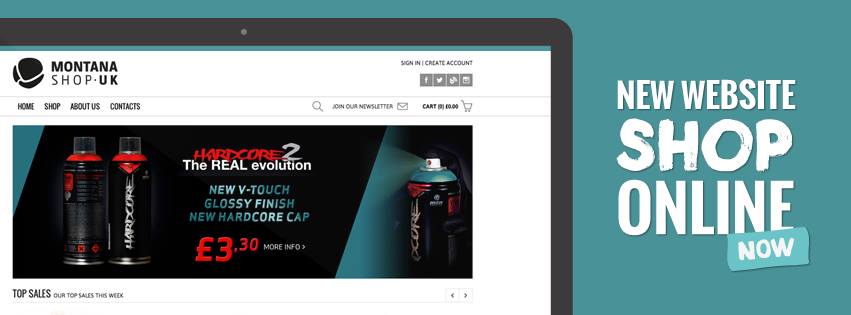 MONTANA
SHOP·UK
SIGN IN | CREATE ACCOUNT
HOME SHOP ABOUT US CONTACTS
JOIN OUR NEWSLETTER CART (0) £0.00
HARDCORE
HARDCORE2
The REAL evolution
NEW V-TOUCH
GLOSSY FINISH
NEW HARDCORE CAP
£3,30 MORE INFO >
TOP SALES OUR TOP SALES THIS WEEK
NEW WEBSITE
SHOP
ONLINE
NOW